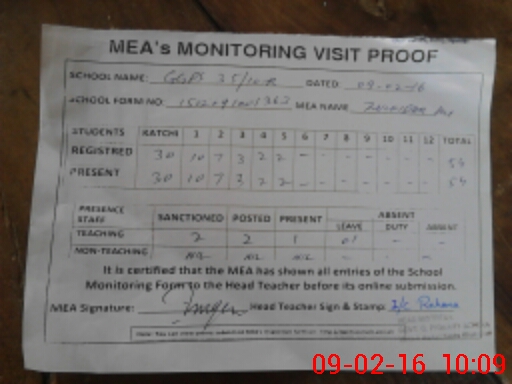 MEA's MONITORING VISIT PROOF
SCHOOL NAME: GGPS 25/10-R DATED: 09-02-16
SCHOOL FORM NO: MEA NAME
STUDENTS KATCHI 1 2 3 4 5 6 7 8 9 10 11 12 TOTAL
REGISTRED 30 10 7 3 2 2 - - - - - - - 54
PRESENT 30 10 7 3 2 2 - - - - - - - 54
PRESENCE STAFF SANCTIONED POSTED PRESENT ABSENT
LEAVE DUTY ABSENT
TEACHING 2 2 1 01 - -
NON-TEACHING NIL NIL NIL - - -
It is certified that the MEA has shown all entries of the School
Monitoring Form to the Head Teacher before its online submission.
MEA Signature: Head Teacher Sign & Stamp: I/C Rehana
09-02-16 10:09